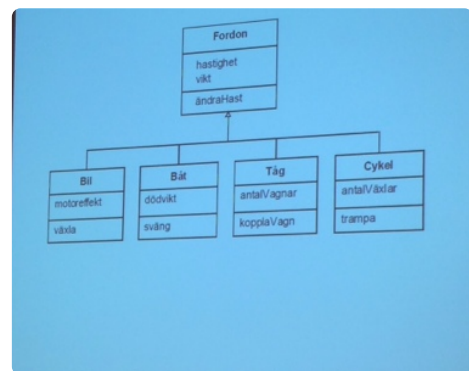 Fordon
hastighet
vikt
ändraHast
Bil
motoreffekt
växla
Båt
dödvikt
sväng
Tåg
antalVagnar
kopplaVagn
Cykel
antalVäxlar
trampa